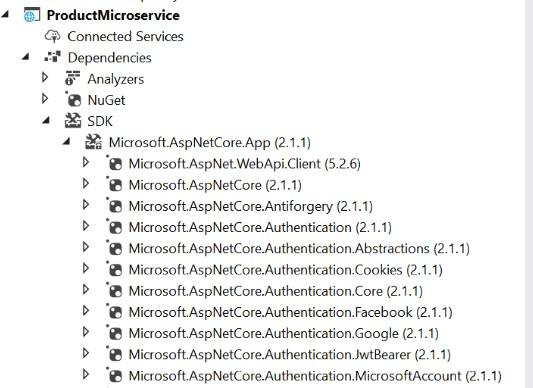 ProductMicroservice
Connected Services
Dependencies
Analyzers
NuGet
SDK
Microsoft.AspNetCore.App (2.1.1)
Microsoft.AspNet.WebApi.Client (5.2.6)
Microsoft.AspNetCore (2.1.1)
Microsoft.AspNetCore.Antiforgery (2.1.1)
Microsoft.AspNetCore.Authentication (2.1.1)
Microsoft.AspNetCore.Authentication.Abstractions (2.1.1)
Microsoft.AspNetCore.Authentication.Cookies (2.1.1)
Microsoft.AspNetCore.Authentication.Core (2.1.1)
Microsoft.AspNetCore.Authentication.Facebook (2.1.1)
Microsoft.AspNetCore.Authentication.Google (2.1.1)
Microsoft.AspNetCore.Authentication.JwtBearer (2.1.1)
Microsoft.AspNetCore.Authentication.MicrosoftAccount (2.1.1)